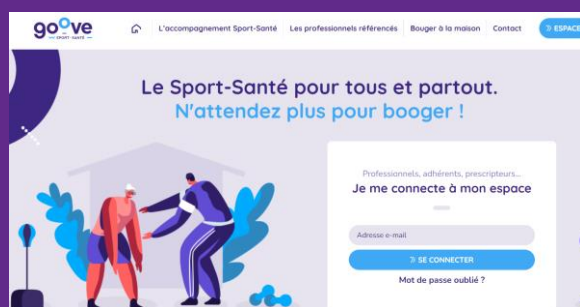 goove
SPORT - SANTÉ
L'accompagnement Sport-Santé Les professionnels référencés Bouger à la maison Contact ESPACE
Le Sport-Santé pour tous et partout.
N'attendez plus pour booger !
Professionnels, adhérents, prescripteurs...
Je me connecte à mon espace
Adresse e-mail
SE CONNECTER
Mot de passe oublié ?